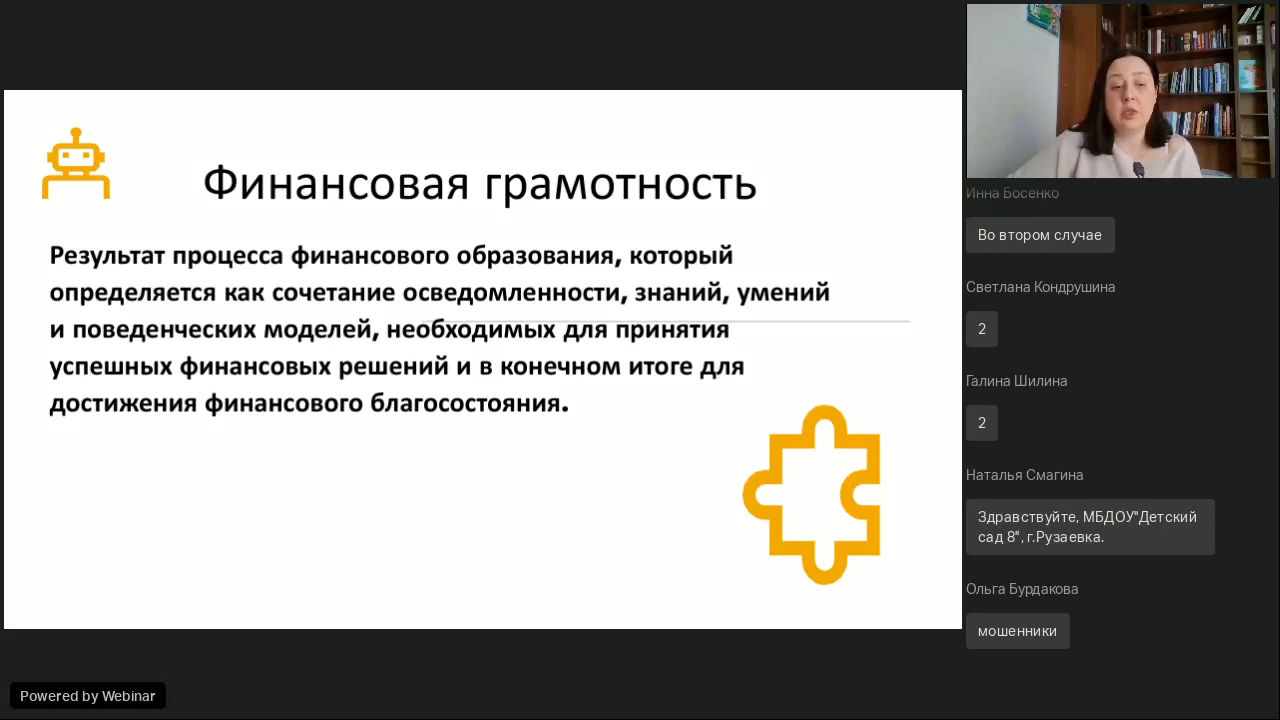 Финансовая грамотность
Результат процесса финансового образования, который
определяется как сочетание осведомленности, знаний, умений
и поведенческих моделей, необходимых для принятия
успешных финансовых решений и в конечном итоге для
достижения финансового благосостояния.
Инна Босенко
Во втором случае
Светлана Кондрушина
2
Галина Шилина
2
Наталья Смагина
Здравствуйте, МБДОУ"Детский
сад 8", г.Рузаевка.
Ольга Бурдакова
мошенники
Powered by Webinar